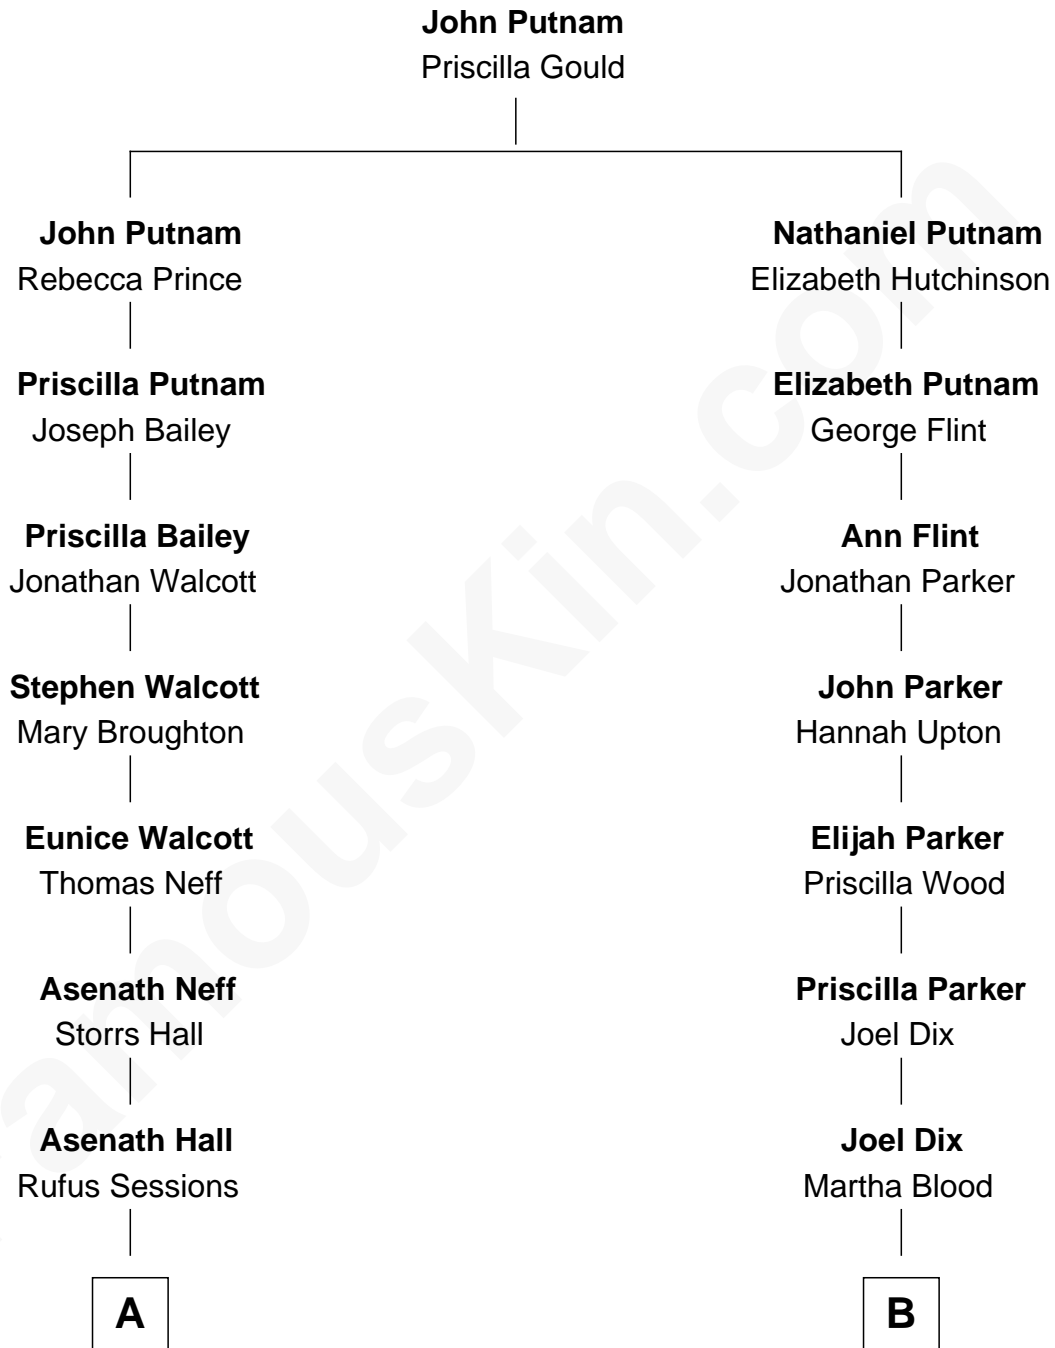 John Putnam
Priscilla Gould
John Putnam
Rebecca Prince
Nathaniel Putnam
Elizabeth Hutchinson
Priscilla Putnam
Joseph Bailey
Elizabeth Putnam
George Flint
Priscilla Bailey
Jonathan Walcott
Ann Flint
Jonathan Parker
Stephen Walcott
Mary Broughton
John Parker
Hannah Upton
Eunice Walcott
Thomas Neff
Elijah Parker
Priscilla Wood
Asenath Neff
Storrs Hall
Priscilla Parker
Joel Dix
Asenath Hall
Rufus Sessions
Joel Dix
Martha Blood
A
B
famouskin.com